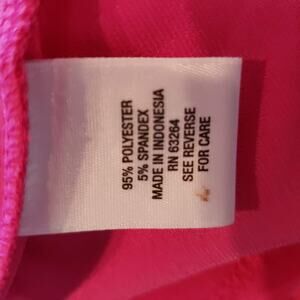 95% POLYESTER
5% SPANDEX
MADE IN INDONESIA
RN 63264
SEE REVERSE
FOR CARE